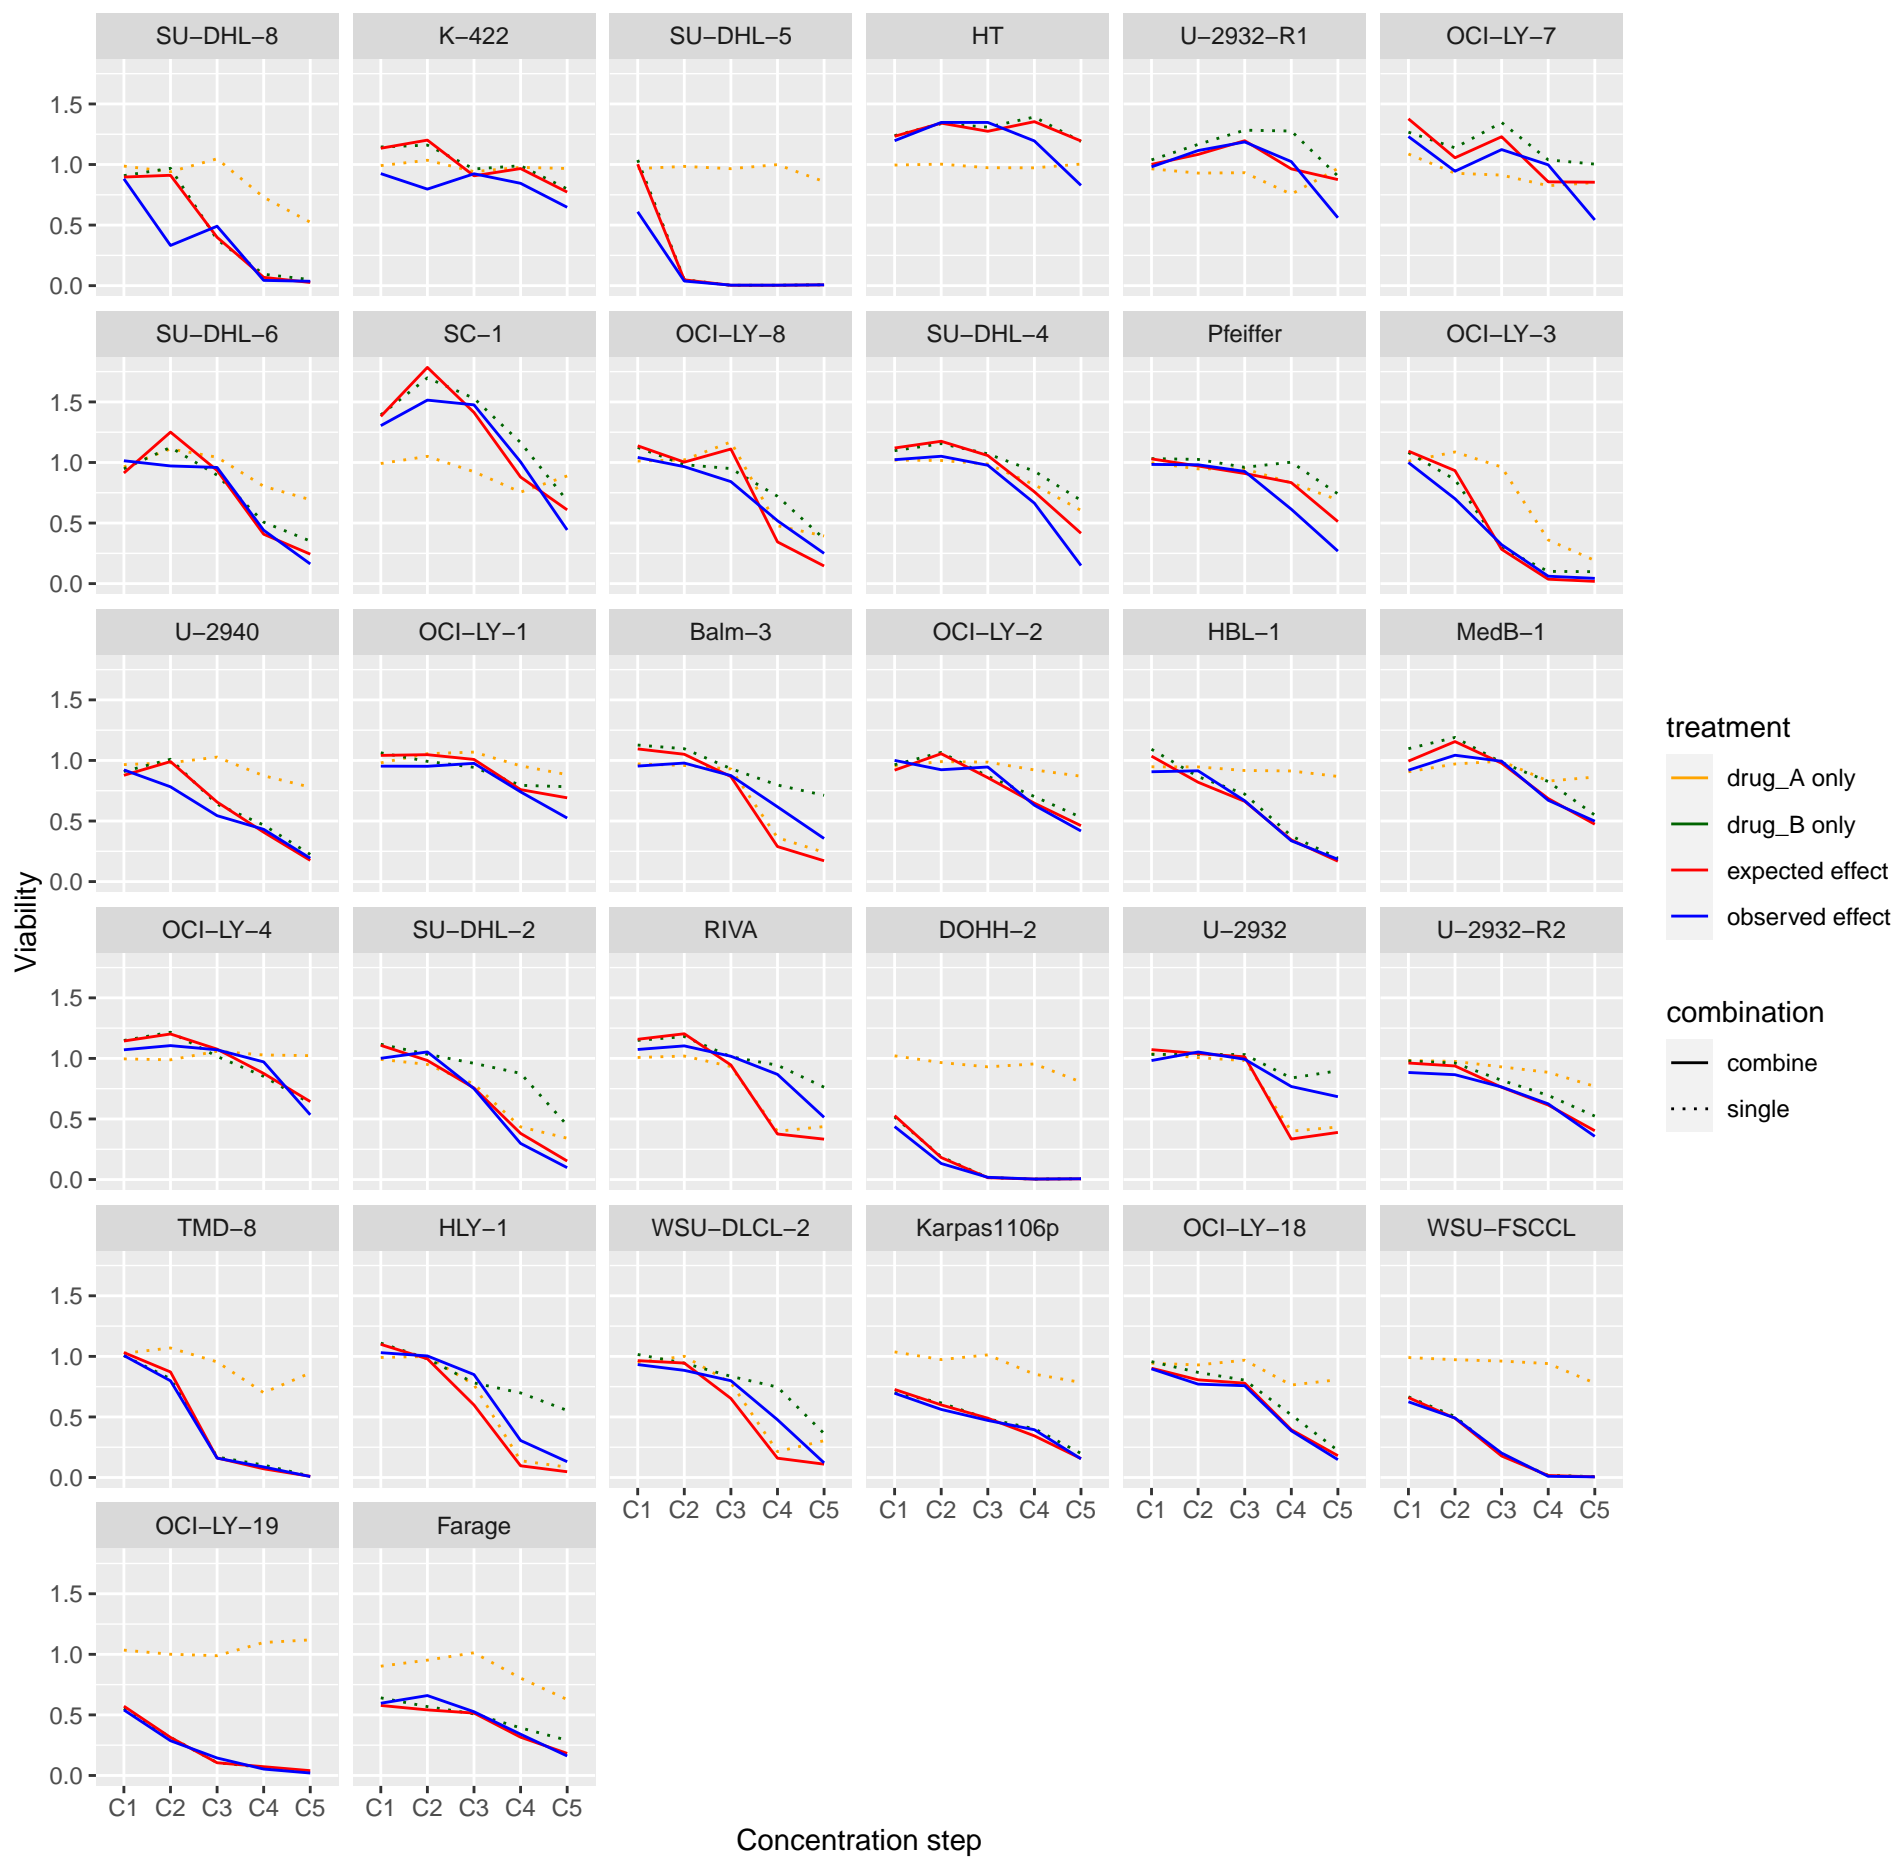 SU−DHL−8 K−422 SU−DHL−5 HT U−2932−R1 OCI−LY−7
1.5
1.0
0.5
0.0
SU−DHL−6 SC−1 OCI−LY−8 SU−DHL−4 Pfeiffer OCI−LY−3
1.5
1.0
0.5
0.0
U−2940 OCI−LY−1 Balm−3 OCI−LY−2 HBL−1 MedB−1
1.5
1.0
0.5
0.0
OCI−LY−4 SU−DHL−2 RIVA DOHH−2 U−2932 U−2932−R2
1.5
1.0
0.5
0.0
TMD−8 HLY−1 WSU−DLCL−2 Karpas1106p OCI−LY−18 WSU−FSCCL
1.5
1.0
0.5
0.0
C1 C2 C3 C4 C5 C1 C2 C3 C4 C5 C1 C2 C3 C4 C5 C1 C2 C3 C4 C5
OCI−LY−19 Farage
1.5
1.0
0.5
0.0
C1 C2 C3 C4 C5 C1 C2 C3 C4 C5
Concentration step
Viability
treatment
drug_A only
drug_B only
expected effect
observed effect
combination
combine
single